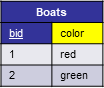 Boats
bid color
1 red
2 green